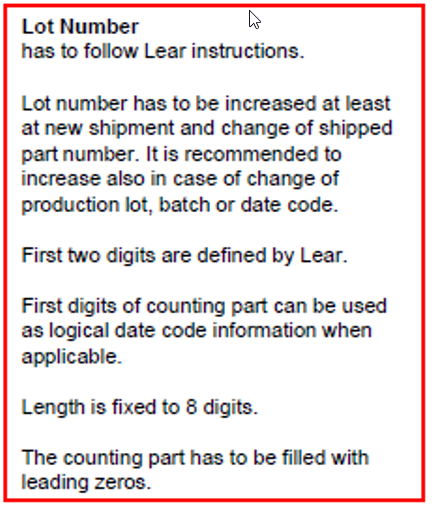 Lot Number
has to follow Lear instructions.
Lot number has to be increased at least
at new shipment and change of shipped
part number. It is recommended to
increase also in case of change of
production lot, batch or date code.
First two digits are defined by Lear.
First digits of counting part can be used
as logical date code information when
applicable.
Length is fixed to 8 digits.
The counting part has to be filled with
leading zeros.